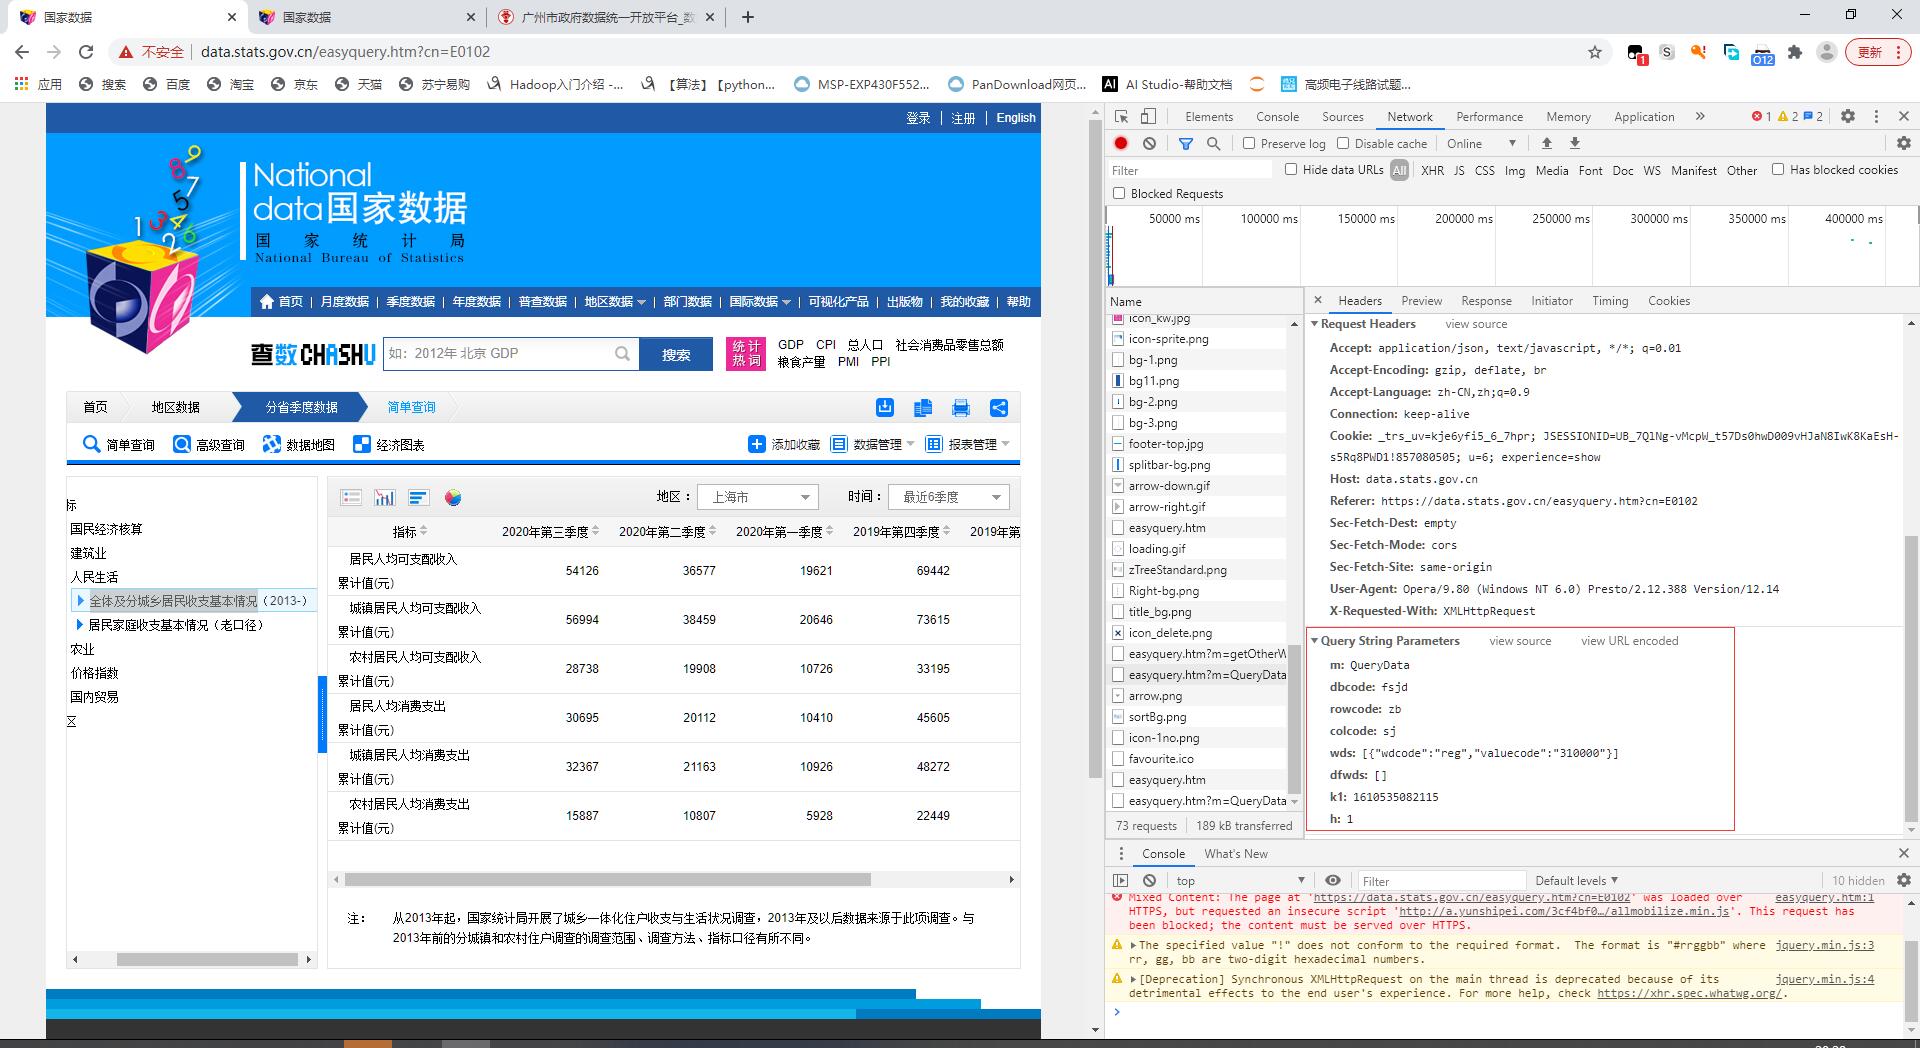 国家数据
国家数据
广州市政府数据统一开放平台_数
不安全
data.stats.gov.cn/easyquery.htm?cn=E0102
1
S
O12
更新
应用
搜索
百度
淘宝
京东
天猫
苏宁易购
Hadoop入门介绍 -...
【算法】【python...
MSP-EXP430F552...
PanDownload网页...
AI
AI Studio-帮助文档
高频电子线路试题...
登录 | 注册 | English
National
data国家数据
国家统计局
National Bureau of Statistics
首页 | 月度数据 | 季度数据 | 年度数据 | 普查数据 | 地区数据 | 部门数据 | 国际数据 | 可视化产品 | 出版物 | 我的收藏 | 帮助
查数CHASHU
如：2012年 北京 GDP
搜索
统计
热词
GDP CPI 总人口 社会消费品零售总额
粮食产量 PMI PPI
首页
地区数据
分省季度数据
简单查询
简单查询
高级查询
数据地图
经济图表
添加收藏
数据管理
报表管理
标
国民经济核算
建筑业
人民生活
全体及分城乡居民收支基本情况（2013-）
居民家庭收支基本情况（老口径）
农业
价格指数
国内贸易
地区：
上海市
时间：
最近6季度
指标 2020年第三季度 2020年第二季度 2020年第一季度 2019年第四季度 2019年第
居民人均可支配收入
累计值(元) 54126 36577 19621 69442
城镇居民人均可支配收入
累计值(元) 56994 38459 20646 73615
农村居民人均可支配收入
累计值(元) 28738 19908 10726 33195
居民人均消费支出
累计值(元) 30695 20112 10410 45605
城镇居民人均消费支出
累计值(元) 32367 21163 10926 48272
农村居民人均消费支出
累计值(元) 15887 10807 5928 22449
注：
从2013年起，国家统计局开展了城乡一体化住户收支与生活状况调查，2013年及以后数据来源于此项调查。与
2013年前的分城镇和农村住户调查的调查范围、调查方法、指标口径有所不同。
Elements Console Sources Network Performance Memory Application » 1 2 2
Preserve log Disable cache Online
Filter Hide data URLs All XHR JS CSS Img Media Font Doc WS Manifest Other Has blocked cookies
Blocked Requests
50000 ms 100000 ms 150000 ms 200000 ms 250000 ms 300000 ms 350000 ms 400000 ms
Name
icon_kw.jpg
icon-sprite.png
bg-1.png
bg11.png
bg-2.png
bg-3.png
footer-top.jpg
splitbar-bg.png
arrow-down.gif
arrow-right.gif
easyquery.htm
loading.gif
zTreeStandard.png
Right-bg.png
title_bg.png
icon_delete.png
easyquery.htm?m=getOtherW
easyquery.htm?m=QueryData
arrow.png
sortBg.png
icon-1no.png
favourite.ico
easyquery.htm
easyquery.htm?m=QueryData
73 requests 189 kB transferred
Headers Preview Response Initiator Timing Cookies
Request Headers view source
Accept: application/json, text/javascript, */*; q=0.01
Accept-Encoding: gzip, deflate, br
Accept-Language: zh-CN,zh;q=0.9
Connection: keep-alive
Cookie: _trs_uv=kje6yfi5_6_7hpr; JSESSIONID=UB_7QlNg-vMcpW_t57Ds0hwD009vHJaN8IwK8KaEsH-
s5Rq8PWD1!857080505; u=6; experience=show
Host: data.stats.gov.cn
Referer: https://data.stats.gov.cn/easyquery.htm?cn=E0102
Sec-Fetch-Dest: empty
Sec-Fetch-Mode: cors
Sec-Fetch-Site: same-origin
User-Agent: Opera/9.80 (Windows NT 6.0) Presto/2.12.388 Version/12.14
X-Requested-With: XMLHttpRequest
Query String Parameters view source view URL encoded
m: QueryData
dbcode: fsjd
rowcode: zb
colcode: sj
wds: [{"wdcode":"reg","valuecode":"310000"}]
dfwds: []
k1: 1610535082115
h: 1
Console What's New
top Filter Default levels 10 hidden
Mixed Content: The page at 'https://data.stats.gov.cn/easyquery.htm?cn=E0102' was loaded over easyquery.htm:1
HTTPS, but requested an insecure script 'http://a.yunshipei.com/3cf4bf0…/allmobilize.min.js'. This request has
been blocked; the content must be served over HTTPS.
The specified value "!" does not conform to the required format. The format is "#rrggbb" where jquery.min.js:3
rr, gg, bb are two-digit hexadecimal numbers.
[Deprecation] Synchronous XMLHttpRequest on the main thread is deprecated because of its jquery.min.js:4
detrimental effects to the end user's experience. For more help, check https://xhr.spec.whatwg.org/.